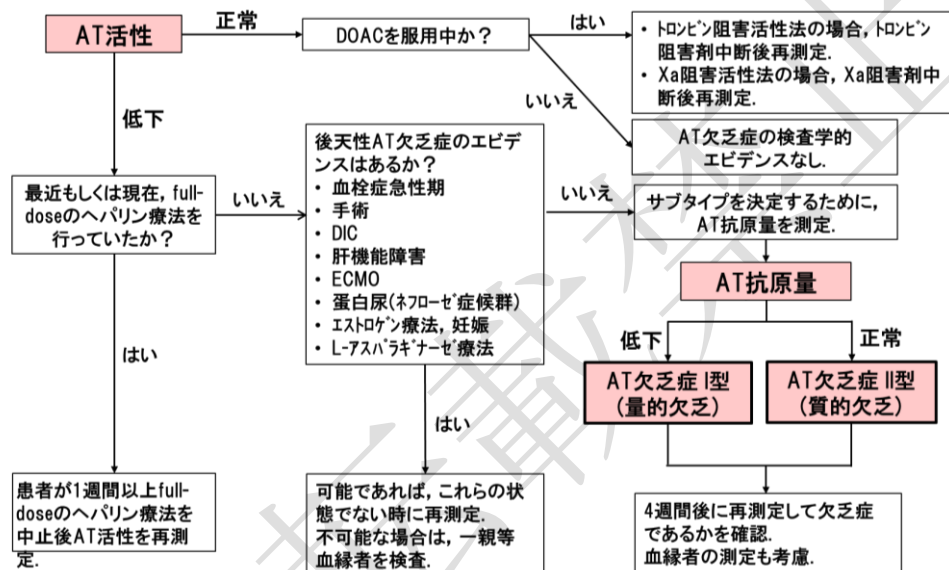 AT活性
正常
DOACを服用中か？
はい
・ トロンビン阻害活性法の場合，トロンビン
阻害剤中断後再測定．
・ Xa阻害活性法の場合，Xa阻害剤中
断後再測定．
いいえ
AT欠乏症の検査学的
エビデンスなし．
低下
最近もしくは現在，full-
doseのヘパリン療法を
行っていたか？
いいえ
後天性AT欠乏症のエビデ
ンスはあるか？
・ 血栓症急性期
・ 手術
・ DIC
・ 肝機能障害
・ ECMO
・ 蛋白尿(ネフローゼ症候群)
・ エストロゲン療法，妊娠
・ L-アスパラギナーゼ療法
いいえ
サブタイプを決定するために，
AT抗原量を測定．
AT抗原量
低下
正常
AT欠乏症 I型
(量的欠乏)
AT欠乏症 II型
(質的欠乏)
はい
はい
患者が1週間以上full-
doseのヘパリン療法を
中止後AT活性を再測
定．
可能であれば，これらの状
態でない時に再測定．
不可能な場合は，一親等
血縁者を検査．
4週間後に再測定して欠乏症
であるかを確認．
血縁者の測定も考慮．
転載禁止